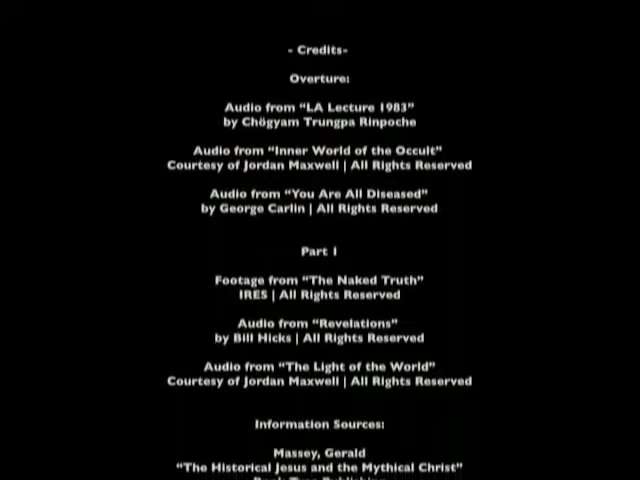 - Credits-
Overture:
Audio from “LA Lecture 1983”
by Chögyam Trungpa Rinpoche
Audio from “Inner World of the Occult”
Courtesy of Jordan Maxwell | All Rights Reserved
Audio from “You Are All Diseased”
by George Carlin | All Rights Reserved
Part 1
Footage from “The Naked Truth”
IRES | All Rights Reserved
Audio from “Revelations”
by Bill Hicks | All Rights Reserved
Audio from “The Light of the World”
Courtesy of Jordan Maxwell | All Rights Reserved
Information Sources:
Massey, Gerald
“The Historical Jesus and the Mythical Christ”